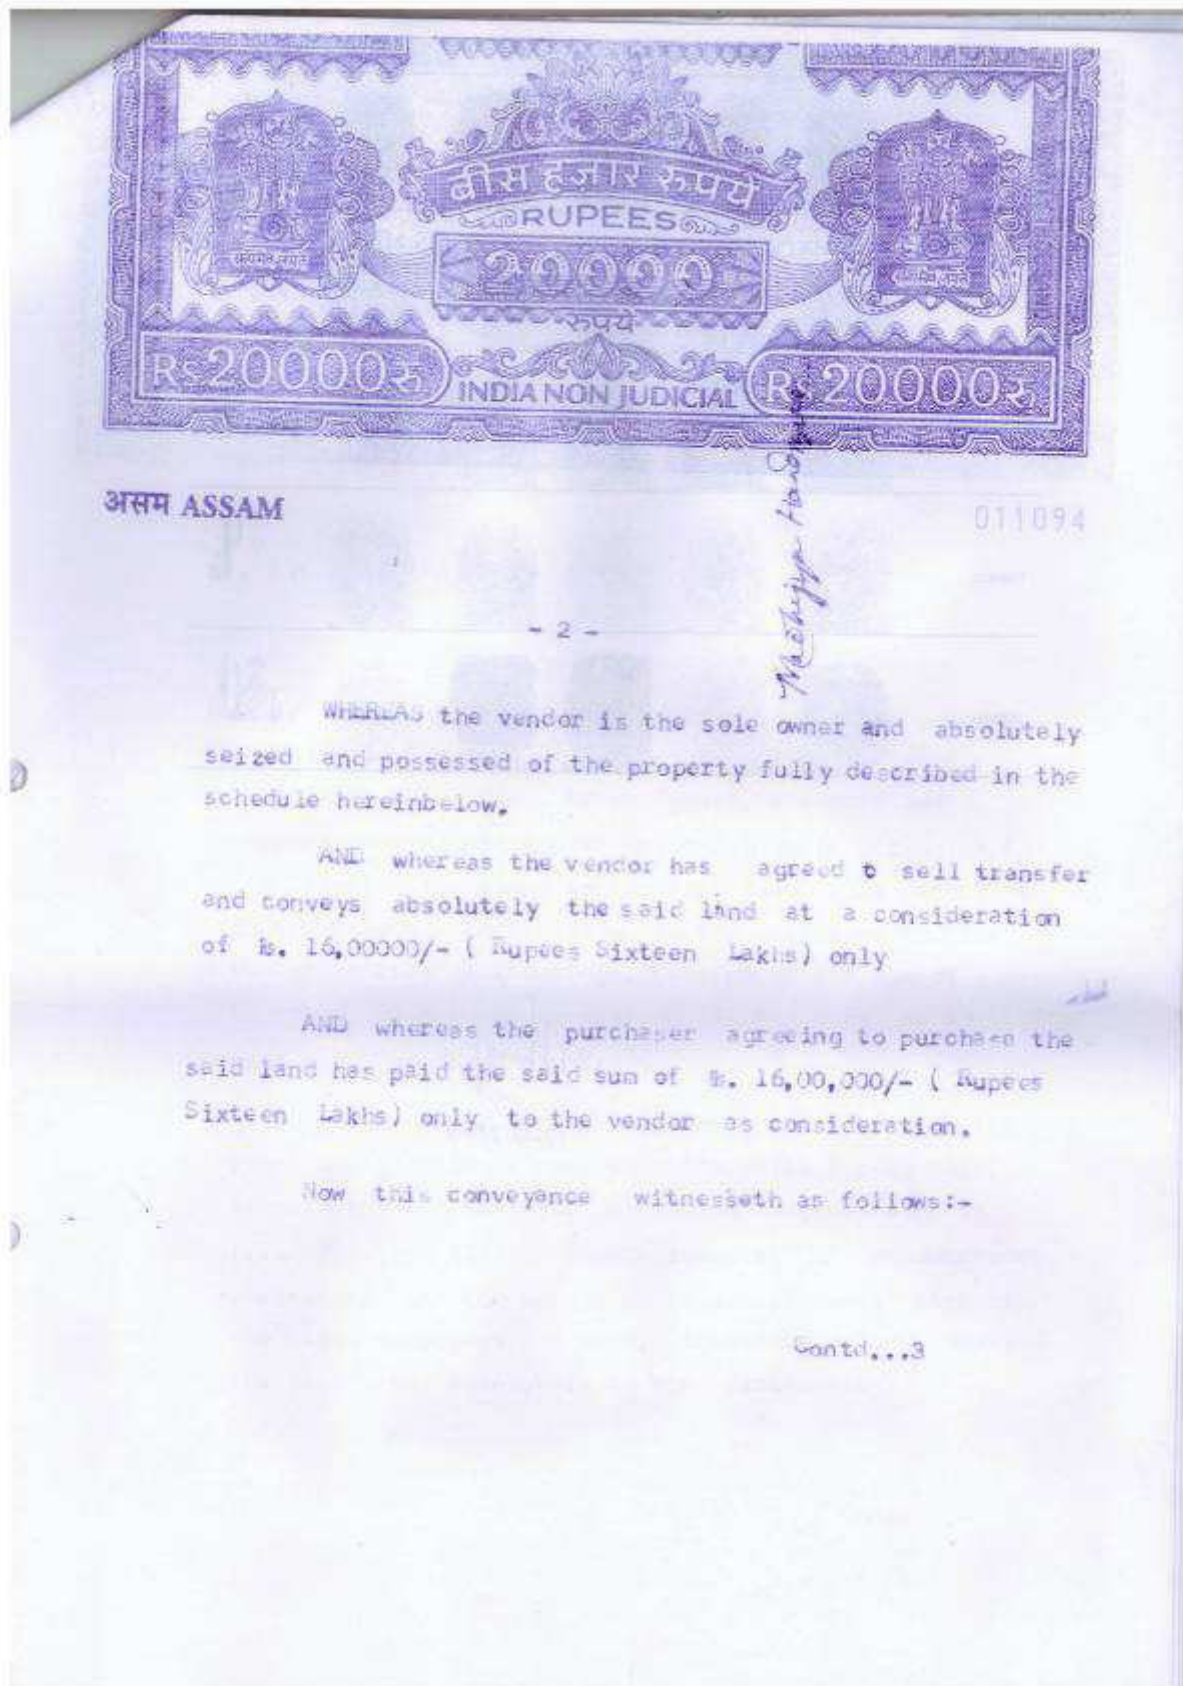 बीस हजार रुपये
RUPEES
20000
रुपये
Rs 20000 रु
INDIA NON JUDICIAL
Rs 20000 रु
असम ASSAM
011094
- 2 -
WHEREAS the vendor is the sole owner and absolutely
seized and possessed of the property fully described in the
schedule hereinbelow.
AND whereas the vendor has agreed t sell transfer
and conveys absolutely the said land at a consideration
of Rs. 16,00000/- ( Rupees Sixteen Lakhs) only
AND whereas the purchaser agreeing to purchase the
said land has paid the said sum of Rs. 16,00,000/- ( Rupees
Sixteen Lakhs) only to the vendor as consideration.
Now this conveyance witnesseth as follows:-
Contd...3